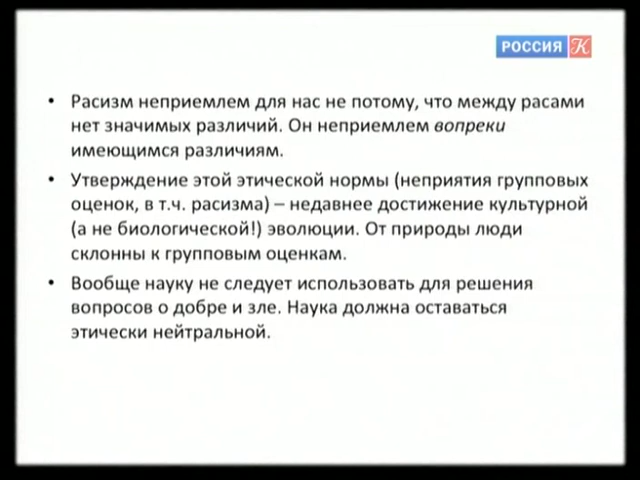 РОССИЯ К
• Расизм неприемлем для нас не потому, что между расами
нет значимых различий. Он неприемлем вопреки
имеющимся различиям.
• Утверждение этой этической нормы (неприятия групповых
оценок, в т.ч. расизма) – недавнее достижение культурной
(а не биологической!) эволюции. От природы люди
склонны к групповым оценкам.
• Вообще науку не следует использовать для решения
вопросов о добре и зле. Наука должна оставаться
этически нейтральной.